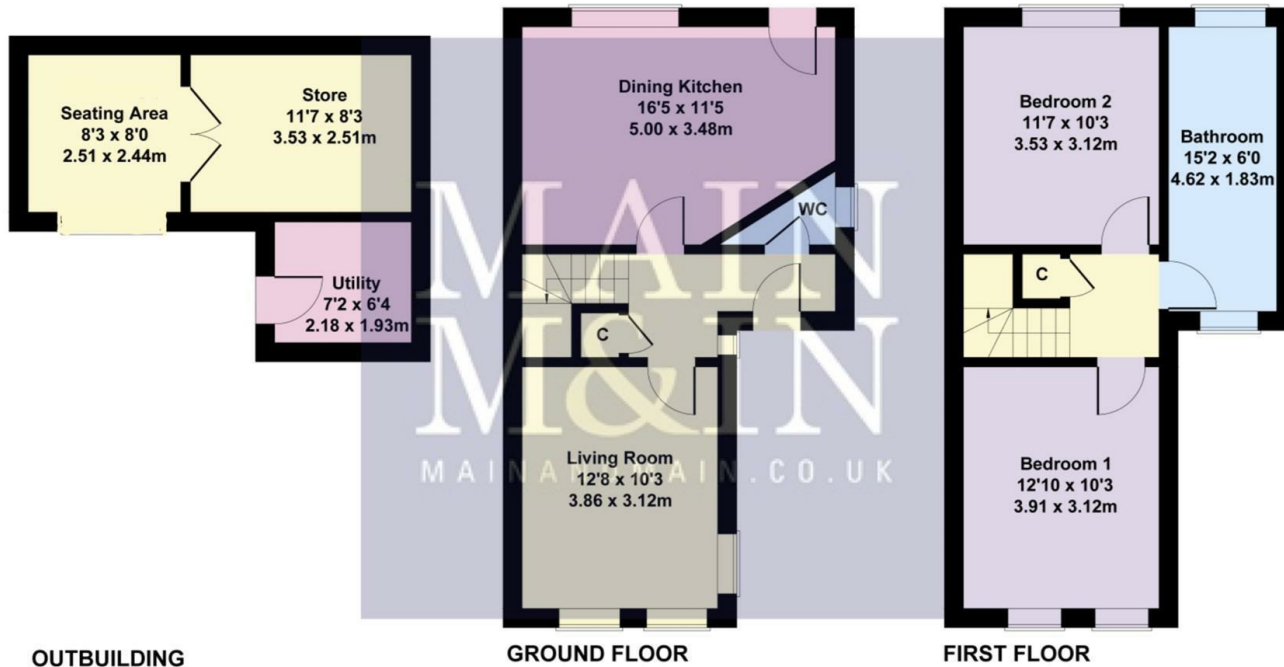 Seating Area
8'3 x 8'0
2.51 x 2.44m
Store
11'7 x 8'3
3.53 x 2.51m
Utility
7'2 x 6'4
2.18 x 1.93m
OUTBUILDING
Dining Kitchen
16'5 x 11'5
5.00 x 3.48m
WC
C
Living Room
12'8 x 10'3
3.86 x 3.12m
GROUND FLOOR
MAIN
M&IN
MAINANDMAIN.CO.UK
Bedroom 2
11'7 x 10'3
3.53 x 3.12m
Bathroom
15'2 x 6'0
4.62 x 1.83m
C
Bedroom 1
12'10 x 10'3
3.91 x 3.12m
FIRST FLOOR